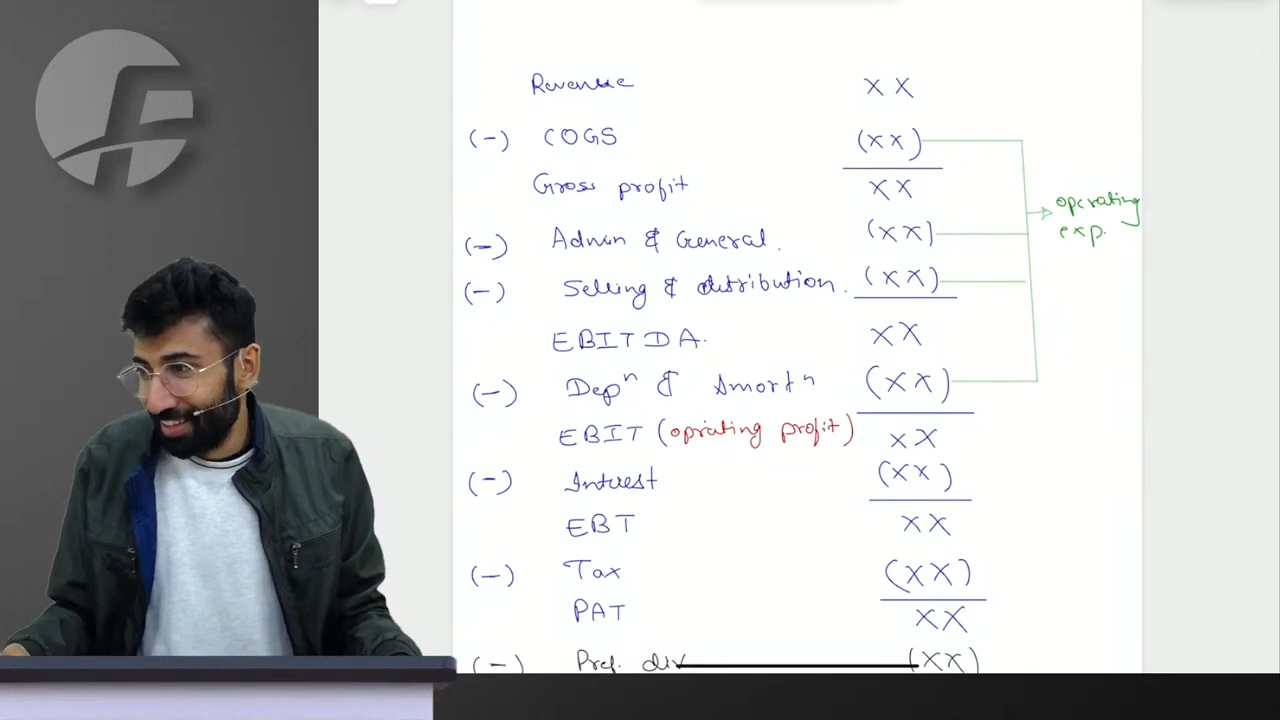 Revenue XX
(-) COGS (XX)
Gross profit XX
(-) Admin & General. (XX)
(-) Selling & distribution. (XX)
operating
exp.
EBITDA. XX
(-) Depⁿ & Amortⁿ (XX)
EBIT (opriating profit) XX
(-) Interest (XX)
EBT XX
(-) Tax (XX)
PAT XX
(-) Pref. div (XX)